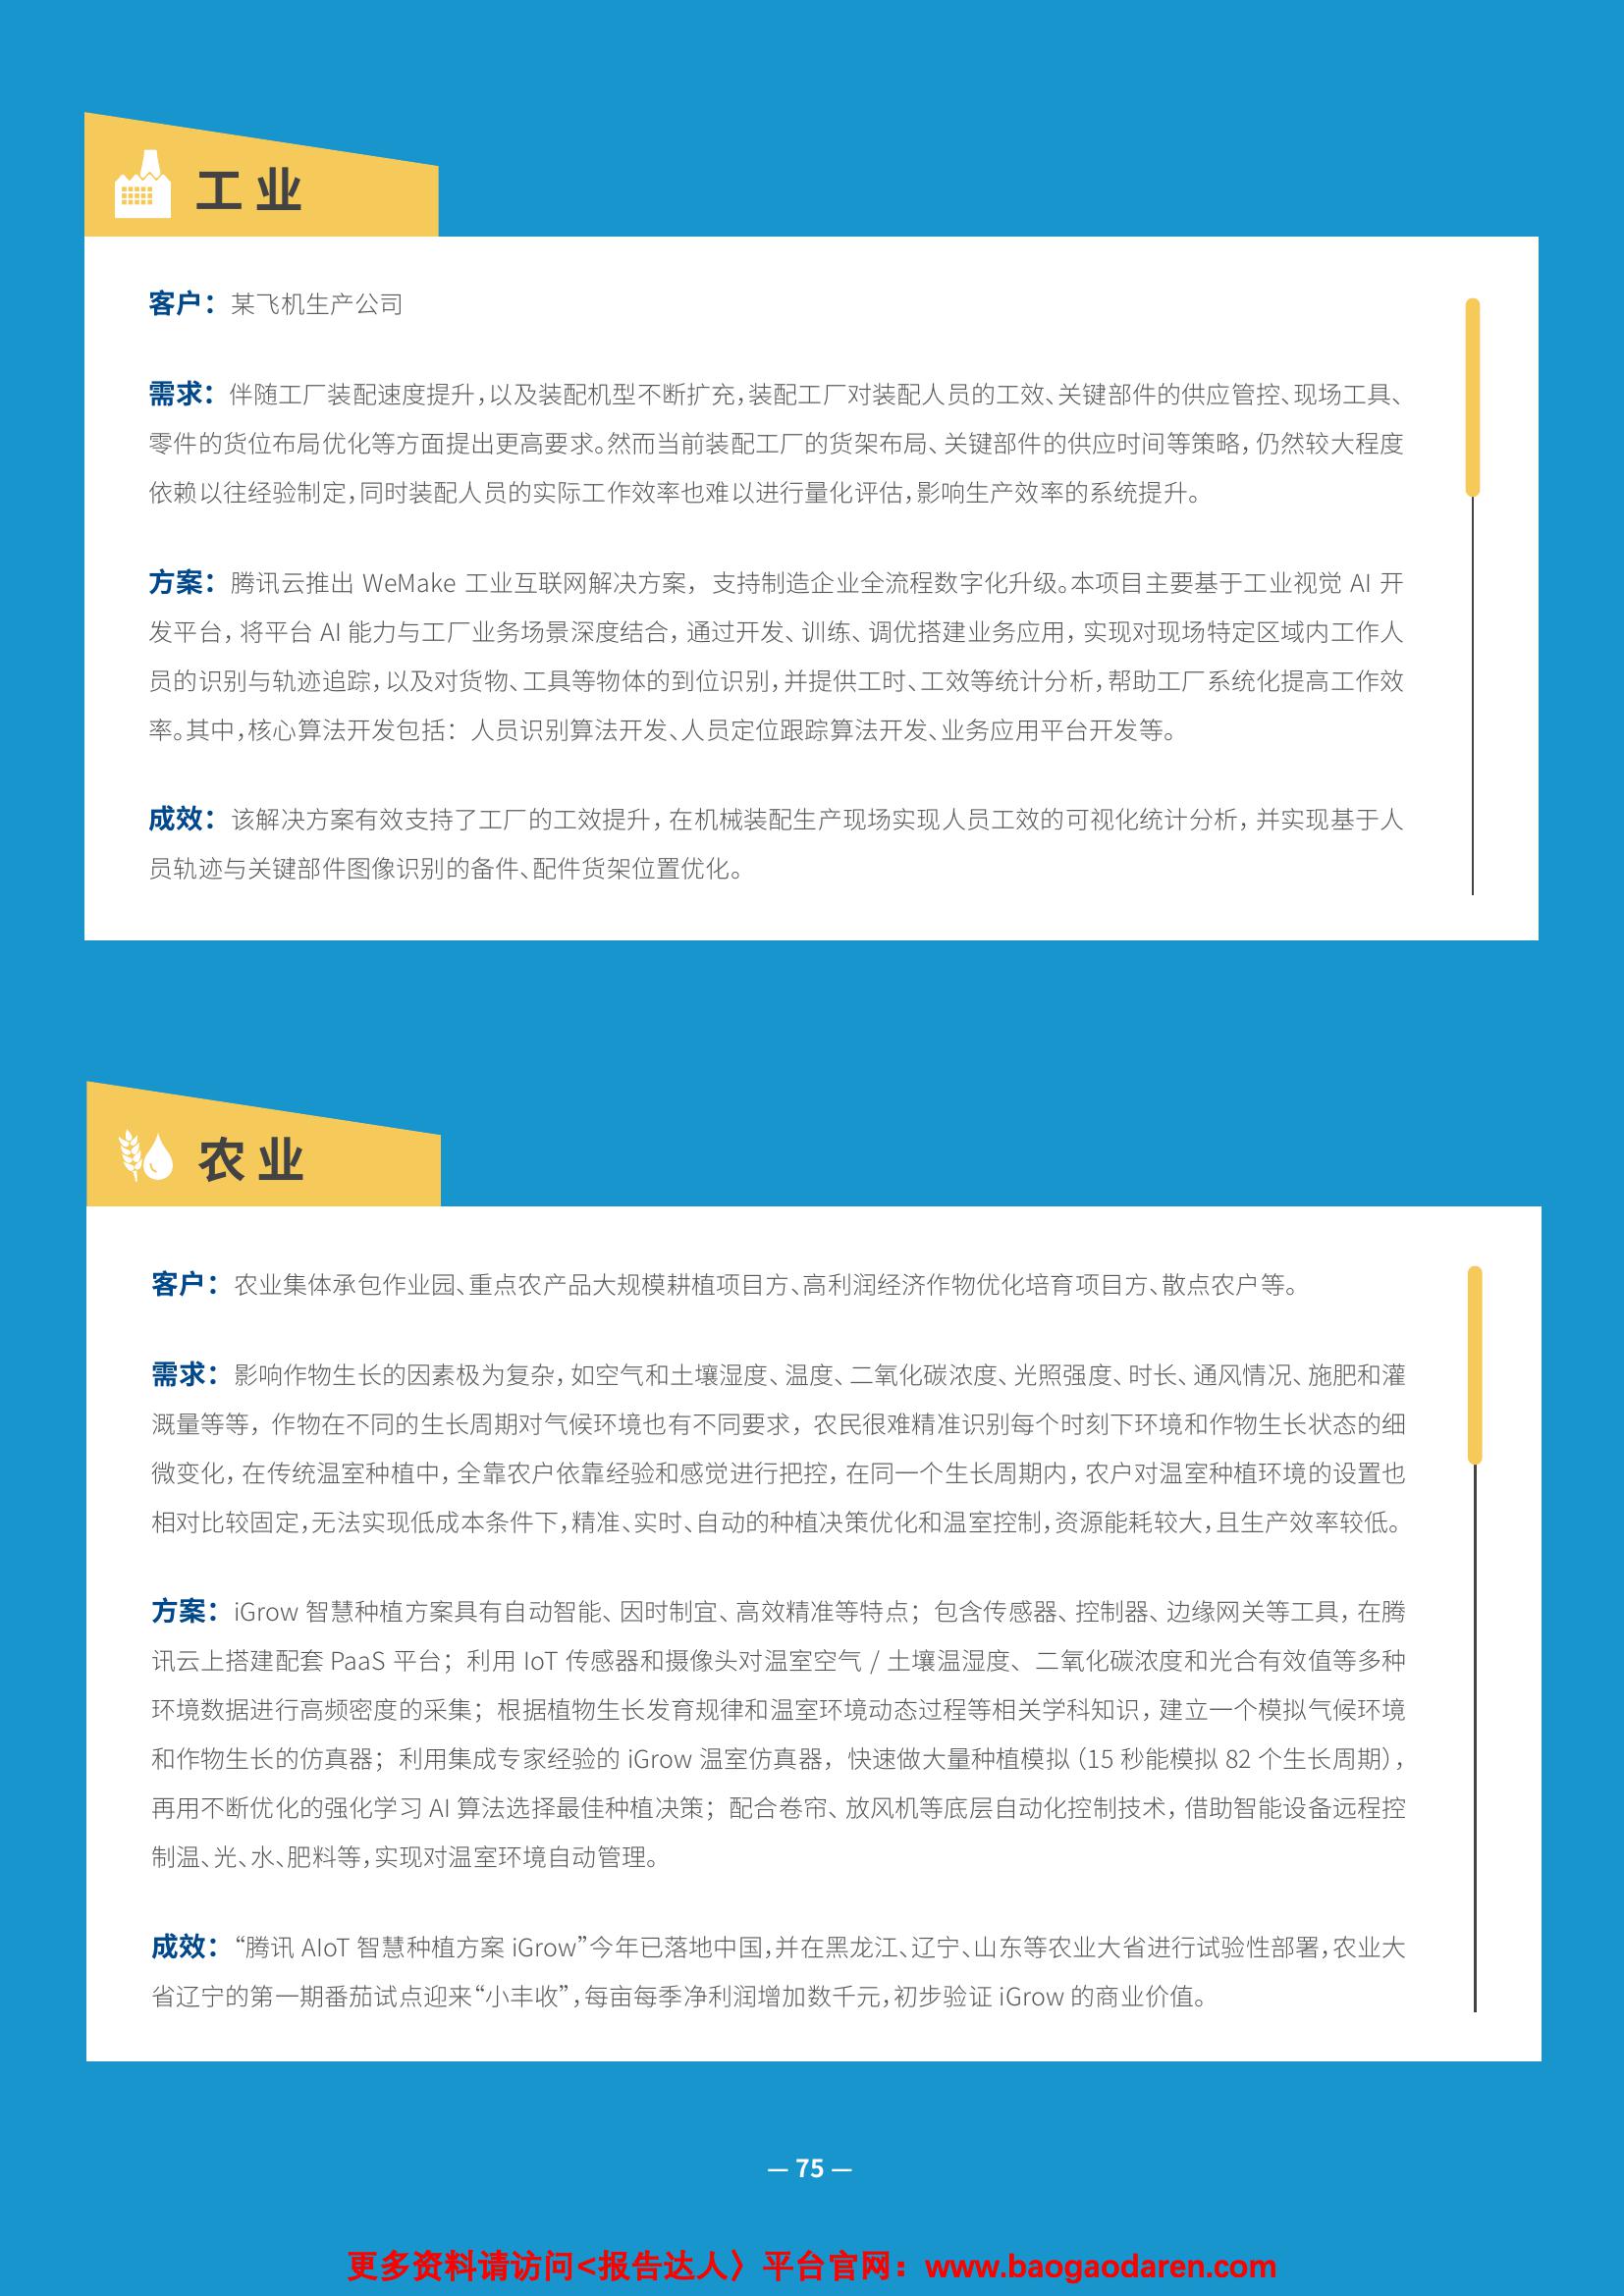 工业
客户：某飞机生产公司
需求：伴随工厂装配速度提升，以及装配机型不断扩充，装配工厂对装配人员的工效、关键部件的供应管控、现场工具、
零件的货位布局优化等方面提出更高要求。然而当前装配工厂的货架布局、关键部件的供应时间等策略，仍然较大程度
依赖以往经验制定，同时装配人员的实际工作效率也难以进行量化评估，影响生产效率的系统提升。
方案：腾讯云推出 WeMake 工业互联网解决方案，支持制造企业全流程数字化升级。本项目主要基于工业视觉 AI 开
发平台，将平台 AI 能力与工厂业务场景深度结合，通过开发、训练、调优搭建业务应用，实现对现场特定区域内工作人
员的识别与轨迹追踪，以及对货物、工具等物体的到位识别，并提供工时、工效等统计分析，帮助工厂系统化提高工作效
率。其中，核心算法开发包括：人员识别算法开发、人员定位跟踪算法开发、业务应用平台开发等。
成效：该解决方案有效支持了工厂的工效提升，在机械装配生产现场实现人员工效的可视化统计分析，并实现基于人
员轨迹与关键部件图像识别的备件、配件货架位置优化。
农业
客户：农业集体承包作业园、重点农产品大规模耕植项目方、高利润经济作物优化培育项目方、散点农户等。
需求：影响作物生长的因素极为复杂，如空气和土壤湿度、温度、二氧化碳浓度、光照强度、时长、通风情况、施肥和灌
溉量等等，作物在不同的生长周期对气候环境也有不同要求，农民很难精准识别每个时刻下环境和作物生长状态的细
微变化，在传统温室种植中，全靠农户依靠经验和感觉进行把控，在同一个生长周期内，农户对温室种植环境的设置也
相对比较固定，无法实现低成本条件下，精准、实时、自动的种植决策优化和温室控制，资源能耗较大，且生产效率较低。
方案：iGrow 智慧种植方案具有自动智能、因时制宜、高效精准等特点；包含传感器、控制器、边缘网关等工具，在腾
讯云上搭建配套 PaaS 平台；利用 IoT 传感器和摄像头对温室空气 / 土壤温湿度、二氧化碳浓度和光合有效值等多种
环境数据进行高频密度的采集；根据植物生长发育规律和温室环境动态过程等相关学科知识，建立一个模拟气候环境
和作物生长的仿真器；利用集成专家经验的 iGrow 温室仿真器，快速做大量种植模拟（15 秒能模拟 82 个生长周期），
再用不断优化的强化学习 AI 算法选择最佳种植决策；配合卷帘、放风机等底层自动化控制技术，借助智能设备远程控
制温、光、水、肥料等，实现对温室环境自动管理。
成效：“腾讯 AIoT 智慧种植方案 iGrow”今年已落地中国，并在黑龙江、辽宁、山东等农业大省进行试验性部署，农业大
省辽宁的第一期番茄试点迎来“小丰收”，每亩每季净利润增加数千元，初步验证 iGrow 的商业价值。
— 75 —
更多资料请访问<报告达人〉平台官网：www.baogaodaren.com